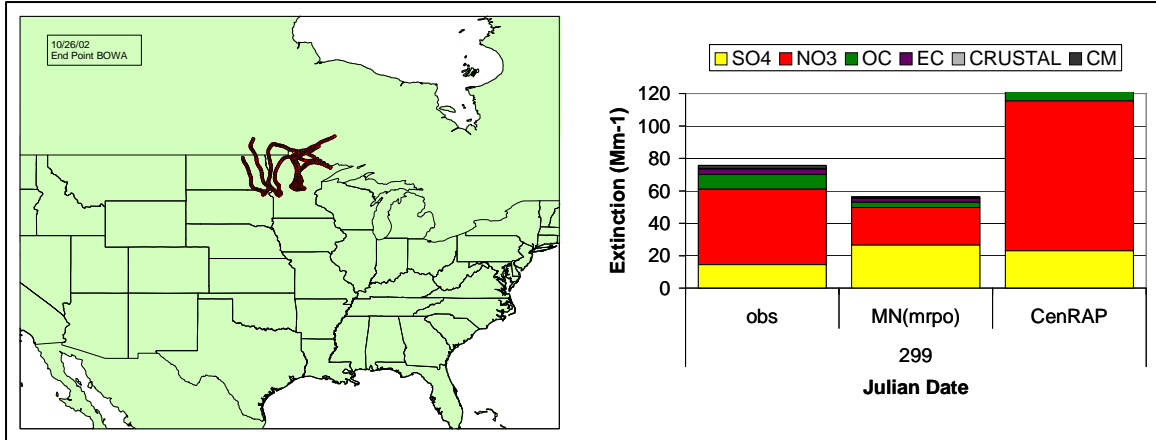 10/26/02
End Point BOWA
SO4 NO3 OC EC CRUSTAL CM
Extinction (Mm-1)
120
100
80
60
40
20
0
obs MN(mrpo) CenRAP
299
Julian Date